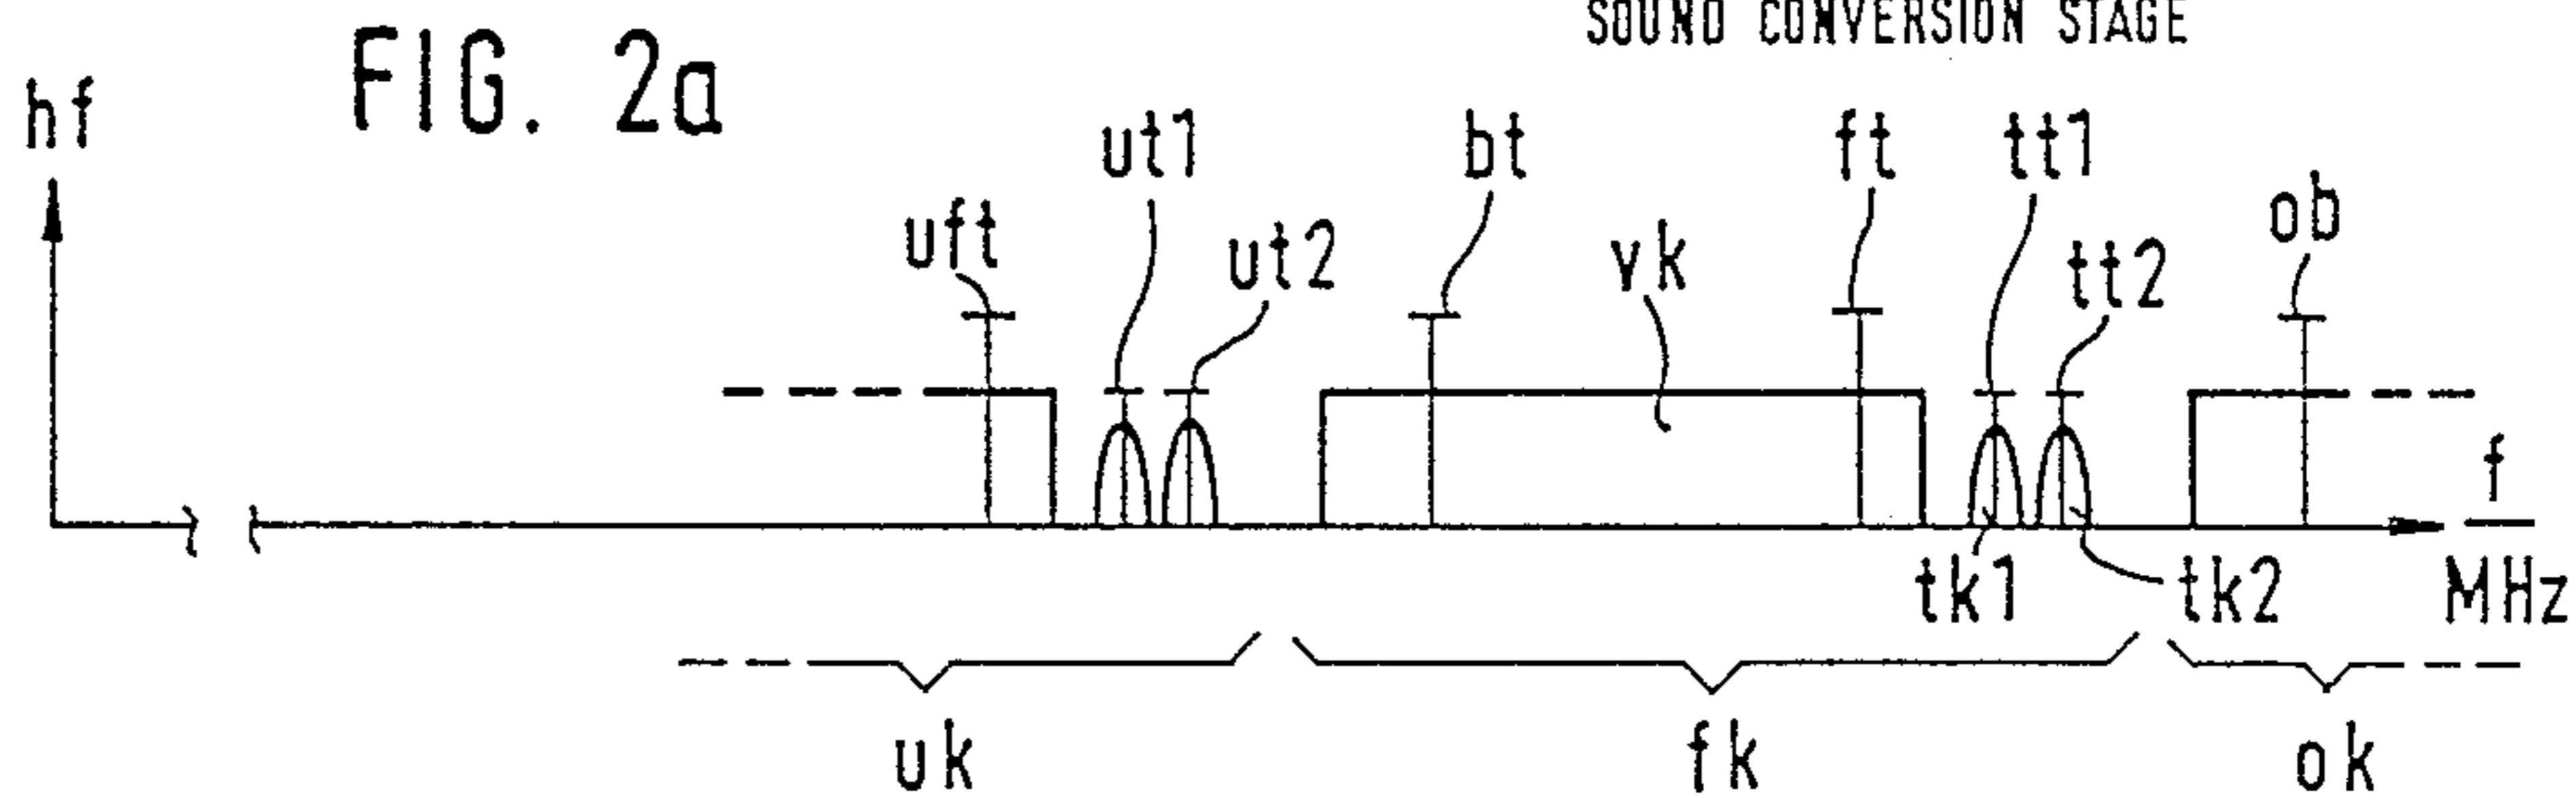 SOUND CONVERSION STAGE
FIG. 2a
hf
ut1
bt
ft
tt1
uft
ut2
vk
tt2
ob
f
MHz
tk1
tk2
uk
fk
ok